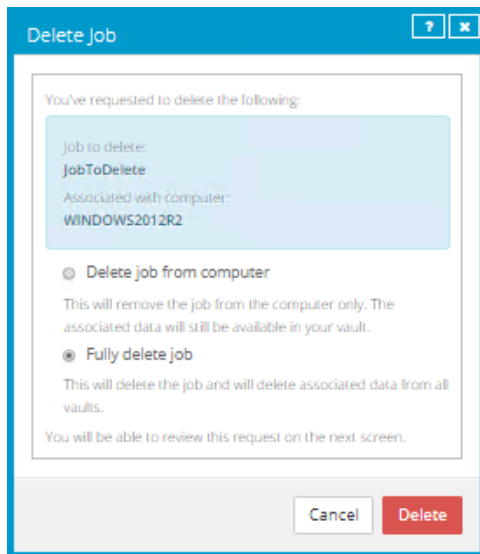 Delete Job
? x
You've requested to delete the following:
Job to delete:
JobToDelete
Associated with computer:
WINDOWS2012R2
Delete job from computer
This will remove the job from the computer only. The
associated data will still be available in your vault.
Fully delete job
This will delete the job and will delete associated data from all
vaults.
You will be able to review this request on the next screen.
Cancel Delete